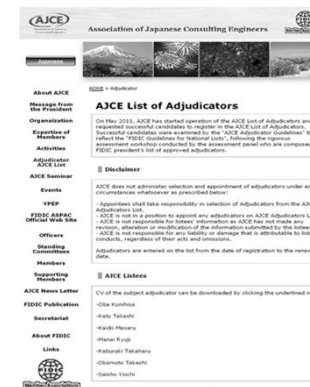 AJCE
Association of Japanese Consulting Engineers
Japanese
HOME > Adjudicator
About AJCE
Message from
the President
Organization
Expertise of
Members
Activities
Adjudicator
AJCE List
AJCE Seminar
Events
YPEP
FIDIC ASPAC
Official Web Site
Officers
Standing
Committees
Members
Supporting
Members
AJCE News Letter
FIDIC Publication
Secretariat
About FIDIC
Links
FIDIC
AJCE List of Adjudicators
On May 2011, AJCE has started operation of the AJCE List of Adjudicators and
requested successful candidates to register in the AJCE List of Adjudicators.
Successful candidates were examined by the "AJCE Adjudicator Guidelines" th
reflect the "FIDIC Guidelines for National Lists", following the rigorous
assessment workshop conducted by the assessment panel who are compose
FIDIC president's list of approved adjudicators.
Disclaimer
AJCE does not administer selection and appointment of adjudicators under an
circumstances whatsoever as prescribed below:
- Appointers shall take responsibility in selection of Adjudicators from the AJ
Adjudicators List.
- AJCE is not in a position to appoint any adjudicators on AJCE Adjudicators L
- AJCE is not responsible for listees' information as AJCE has not made any
revision, alteration or modification of the information submitted by the listees
- AJCE is not responsible for any liability or damage that is attributable to list
conducts, regardless of their acts and omissions.
Adjudicators are entered on the list from the date of registration to the renew
date.
AJCE Listees
CV of the subject adjudicator can be downloaded by clicking the underlined n
-Oba Kunihisa
-Kato Takeshi
-Kaido Masaru
-Manai Ryuji
-Kaburaki Takaharu
-Okamoto Takashi
-Saisho Yoichi